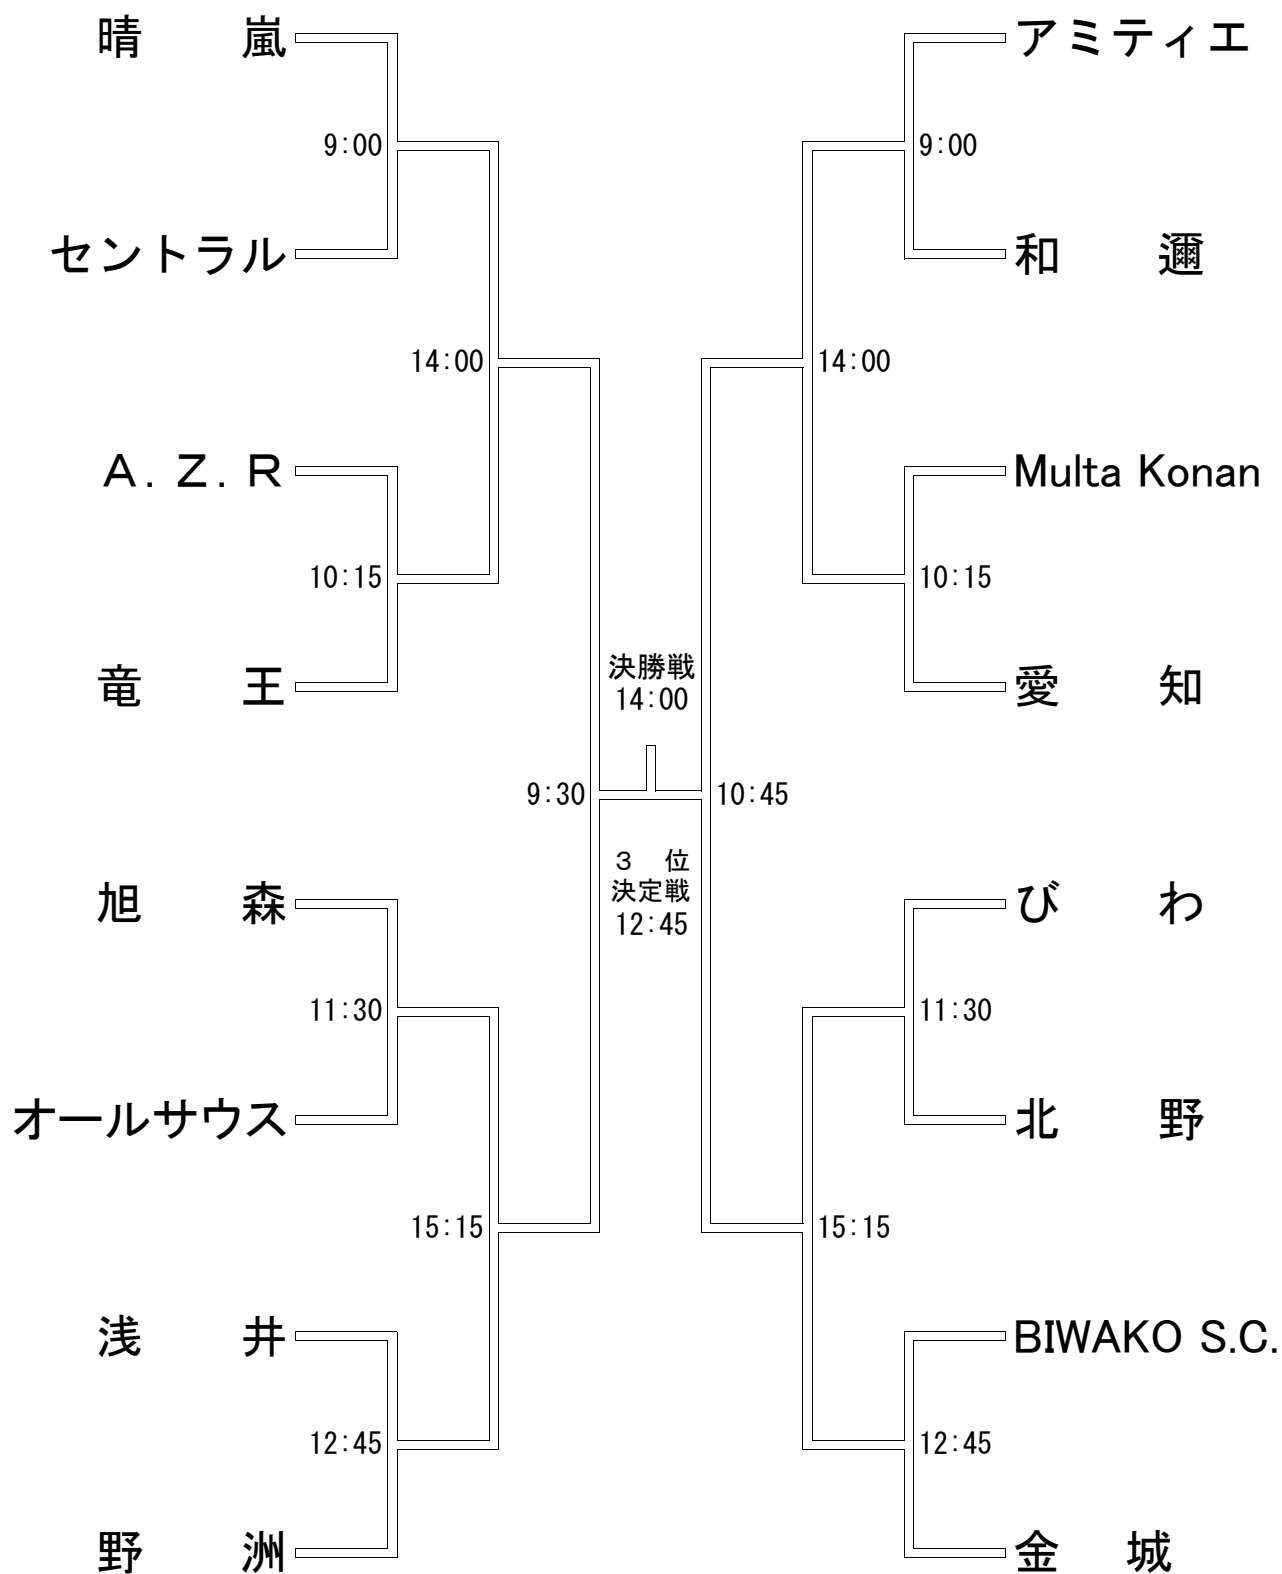 晴 嵐
アミティエ
9:00
9:00
セントラル
和 邇
14:00
14:00
A.Z.R
Multa Konan
10:15
10:15
竜 王
愛 知
決勝戦
14:00
9:30
10:45
3 位
決定戦
12:45
旭 森
びわ
11:30
11:30
オールサウス
北 野
15:15
15:15
浅 井
BIWAKO S.C.
12:45
12:45
野 洲
金 城